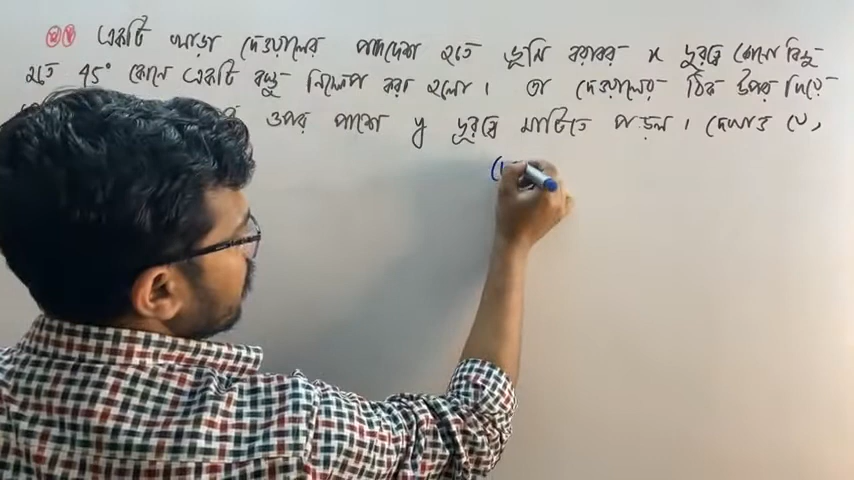 একটি খাড়া দেওয়ালের পাদদেশ হতে ভূমি বরাবর x দূরত্বে কোনো বিন্দু
হতে 45° কোনে একটি বস্তু নিক্ষেপ করা হলো। তা দেওয়ালের ঠিক উপর দিয়ে
ওপর পাশে y দূরত্বে মাটিতে পড়ল। দেখাও যে,